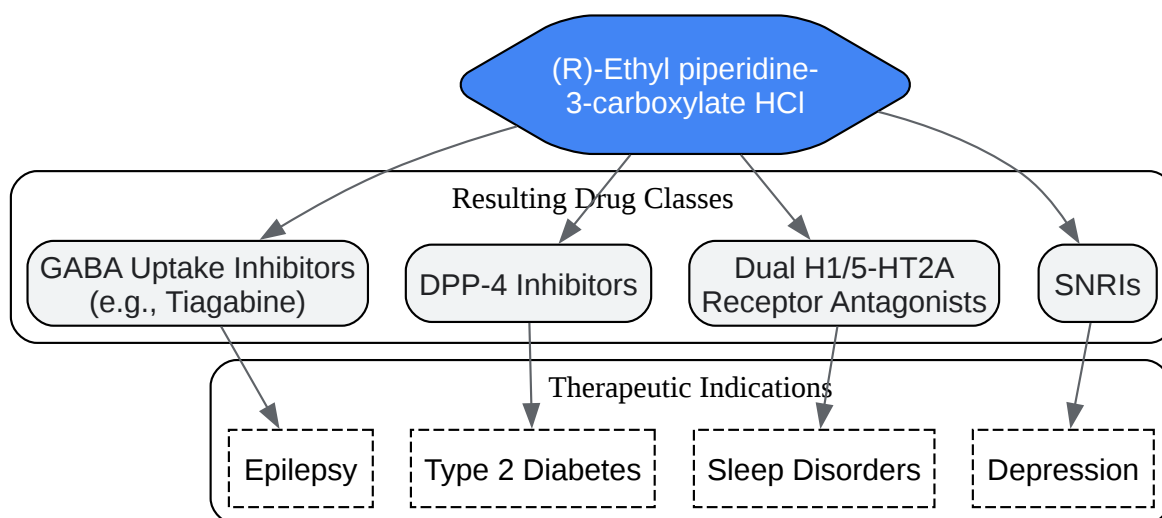 (R)-Ethyl piperidine-
3-carboxylate HCl
Resulting Drug Classes
GABA Uptake Inhibitors
(e.g., Tiagabine)
DPP-4 Inhibitors
Dual H1/5-HT2A
Receptor Antagonists
SNRIs
Therapeutic Indications
Epilepsy
Type 2 Diabetes
Sleep Disorders
Depression